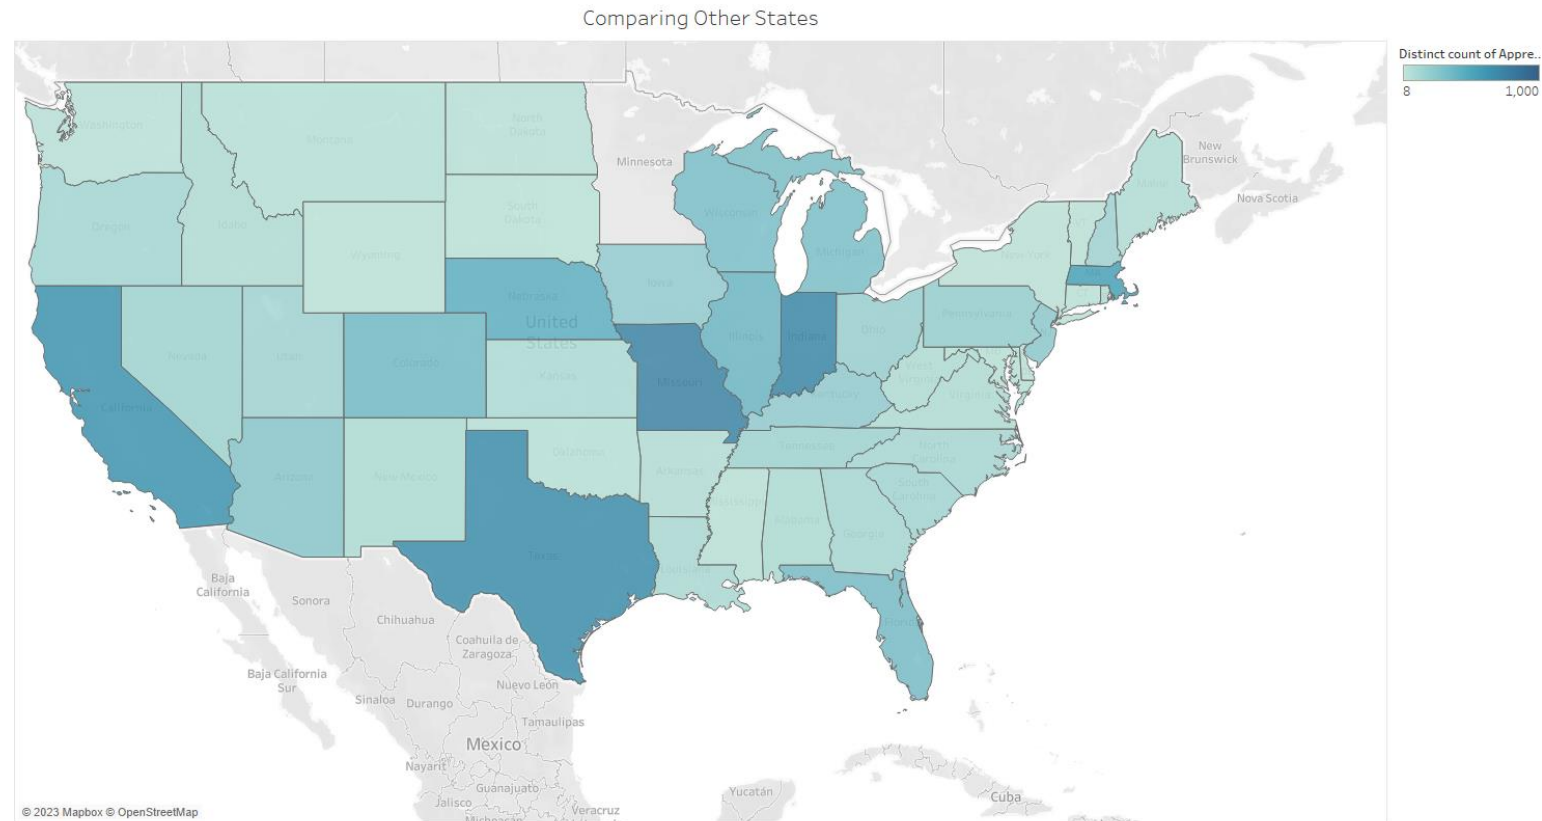 Comparing Other States
Distinct count of Appre..
8 1,000
Washington
Montana
North
Dakota
Minnesota
New
Brunswick
Maine
Nova Scotia
Oregon
Idaho
South
Dakota
Wisconsin
Michigan
New York
Wyoming
MA
Nebraska
Iowa
United
States
Illinois
Indiana
Ohio
Pennsylvania
Nevada
Utah
Colorado
Kansas
Missouri
West
Virginia
Kentucky
Virginia
California
Arizona
New Mexico
Oklahoma
Arkansas
Tennessee
North
Carolina
South
Carolina
Mississippi
Alabama
Georgia
Texas
Louisiana
Florida
Baja
California
Sonora
Chihuahua
Coahuila de
Zaragoza
Baja California
Sur
Sinaloa
Durango
Nuevo León
Tamaulipas
Mexico
Nayarit
Guanajuato
Jalisco
Michoacán
Veracruz
Yucatán
Cuba
© 2023 Mapbox © OpenStreetMap